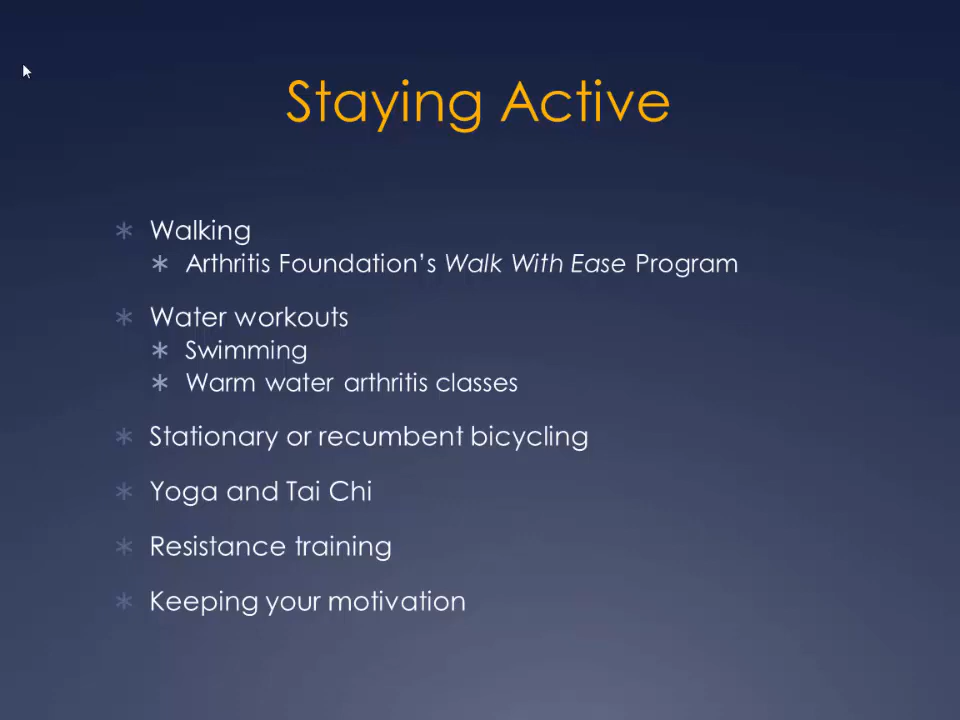 Staying Active
Walking
Arthritis Foundation’s Walk With Ease Program
Water workouts
Swimming
Warm water arthritis classes
Stationary or recumbent bicycling
Yoga and Tai Chi
Resistance training
Keeping your motivation